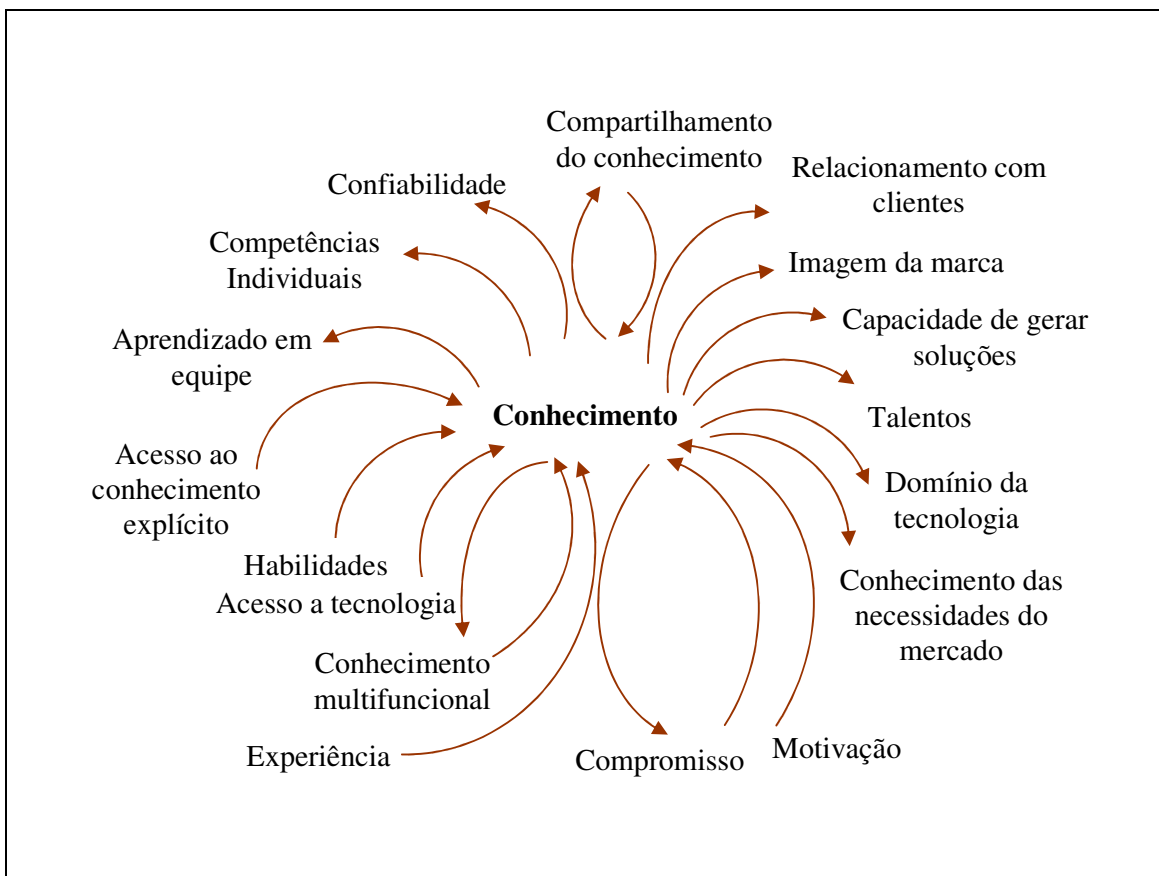 Compartilhamento
do conhecimento
Relacionamento com
clientes
Confiabilidade
Competências
Individuais
Imagem da marca
Capacidade de gerar
soluções
Aprendizado em
equipe
Conhecimento
Talentos
Acesso ao
conhecimento
explícito
Domínio da
tecnologia
Habilidades
Acesso a tecnologia
Conhecimento das
necessidades do
mercado
Conhecimento
multifuncional
Experiência
Compromisso
Motivação